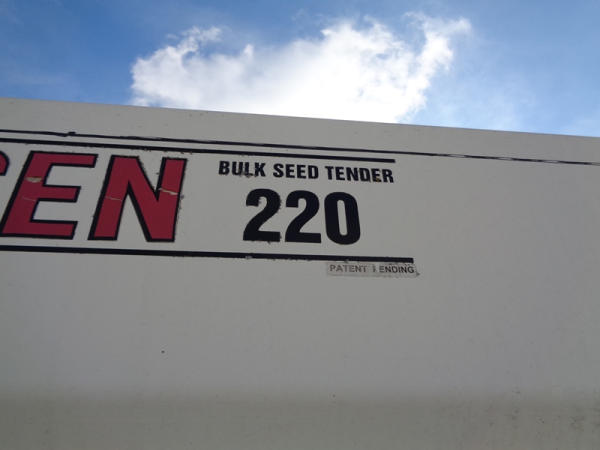 EN
BULK SEED TENDER
220
PATENT PENDING